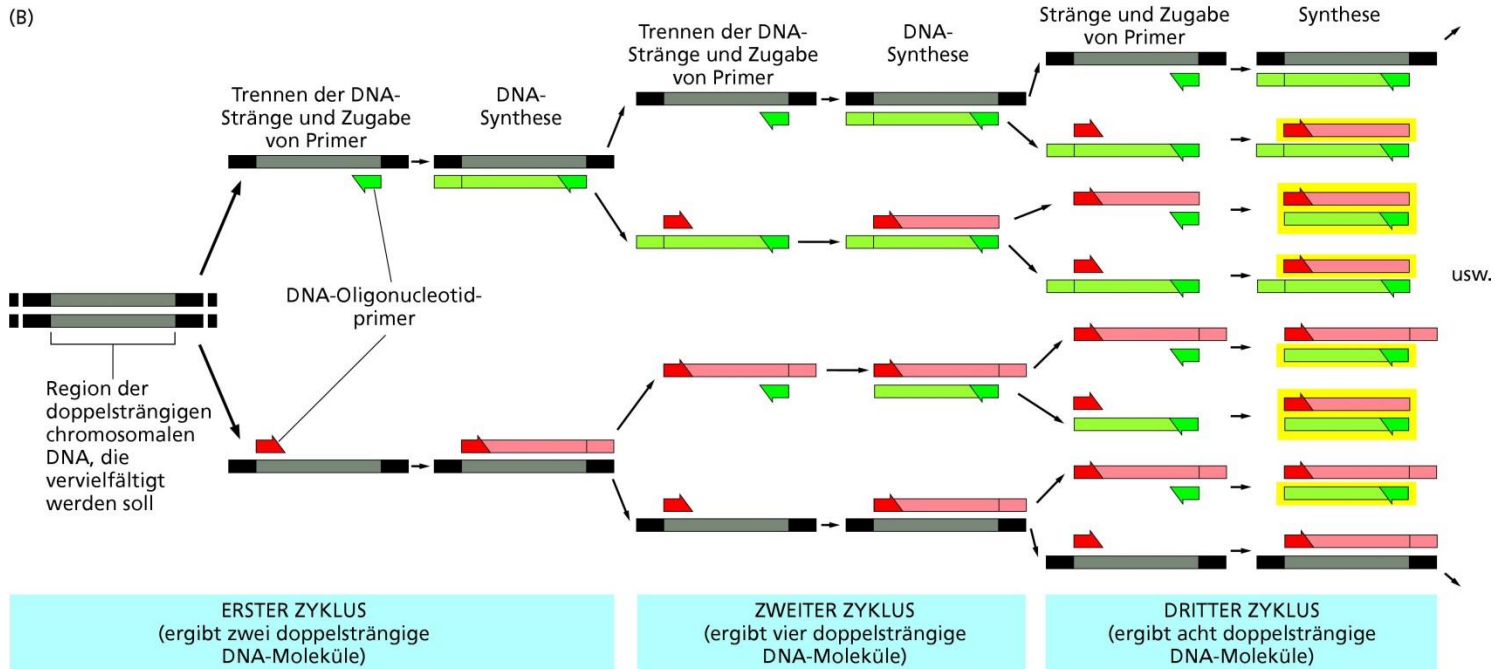 (B)
Trennen der DNA-
Stränge und Zugabe
von Primer
DNA-
Synthese
Trennen der DNA-
Stränge und Zugabe
von Primer
DNA-
Synthese
Stränge und Zugabe
von Primer
Synthese
DNA-Oligonucleotid-
primer
Region der
doppelsträngigen
chromosomalen
DNA, die
vervielfältigt
werden soll
usw.
ERSTER ZYKLUS
(ergibt zwei doppelsträngige
DNA-Moleküle)
ZWEITER ZYKLUS
(ergibt vier doppelsträngige
DNA-Moleküle)
DRITTER ZYKLUS
(ergibt acht doppelsträngige
DNA-Moleküle)